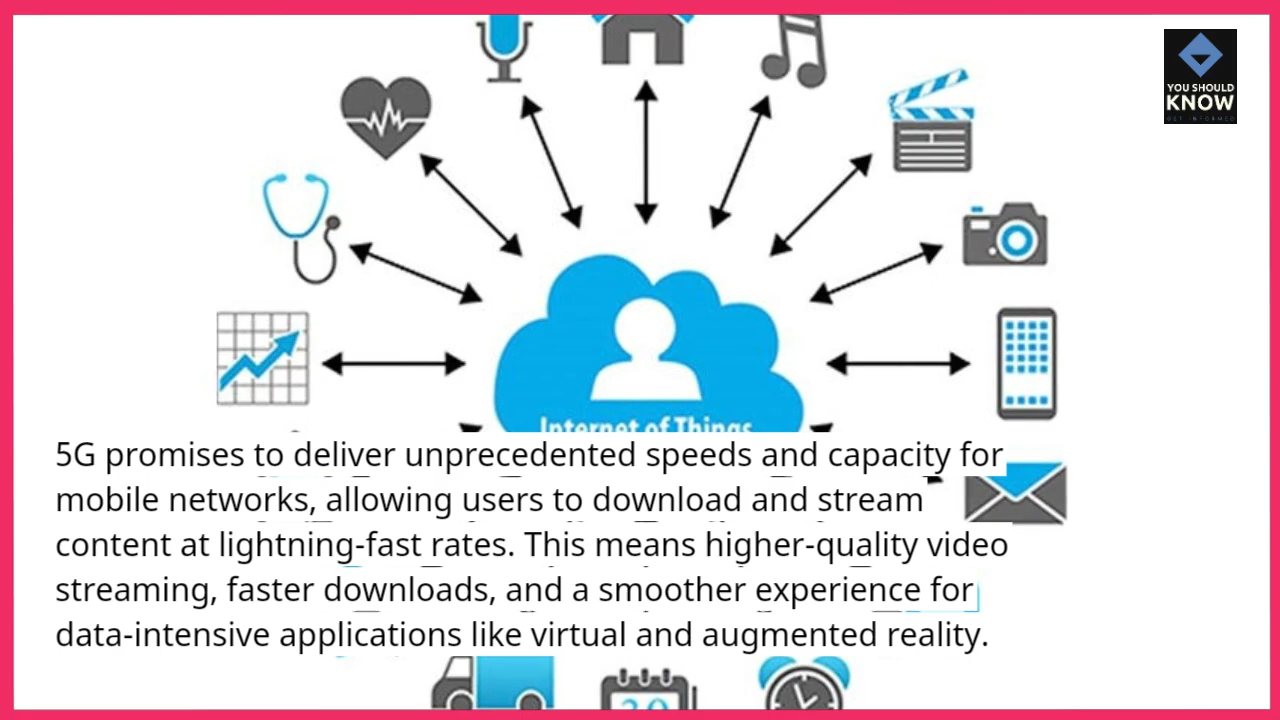 YOU SHOULD
KNOW
GET INFORMED
Internet of Things
5G promises to deliver unprecedented speeds and capacity for
mobile networks, allowing users to download and stream
content at lightning-fast rates. This means higher-quality video
streaming, faster downloads, and a smoother experience for
data-intensive applications like virtual and augmented reality.